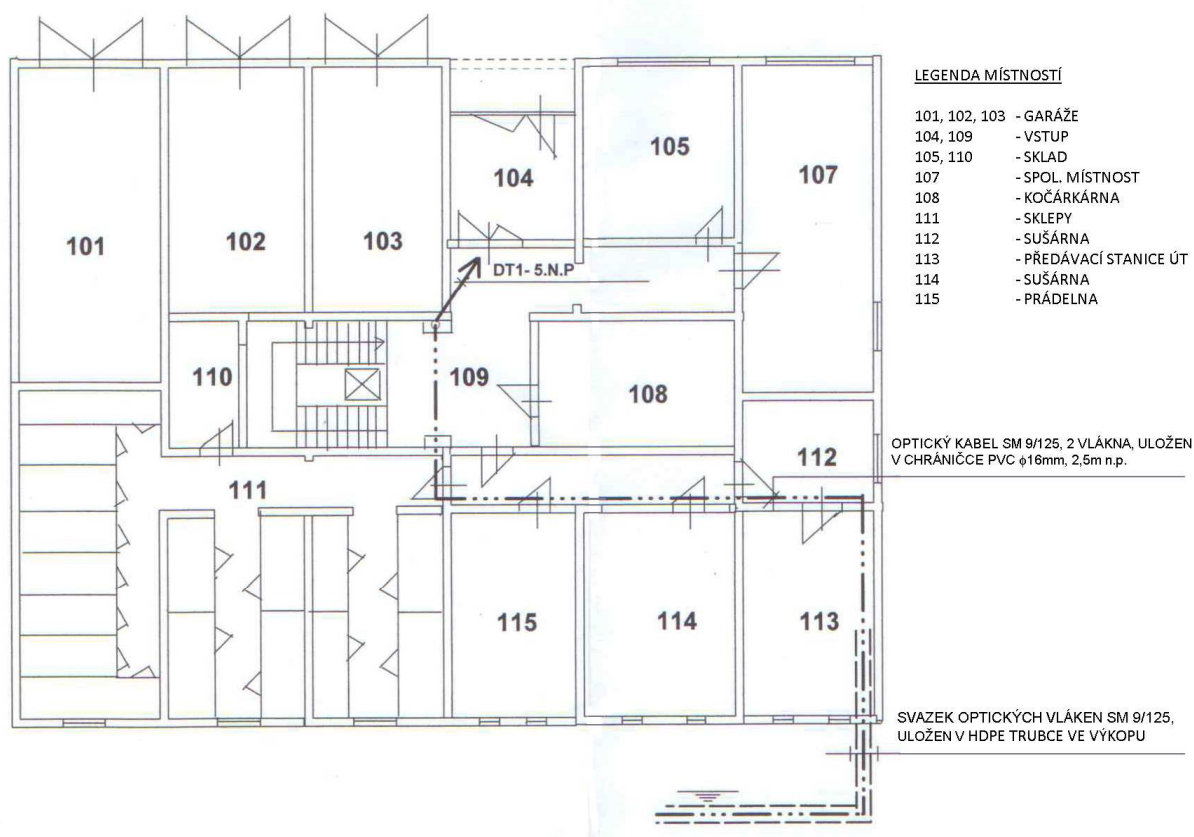 LEGENDA MÍSTNOSTÍ
101, 102, 103 - GARÁŽE
104, 109 - VSTUP
105, 110 - SKLAD
107 - SPOL. MÍSTNOST
108 - KOČÁRKÁRNA
111 - SKLEPY
112 - SUŠÁRNA
113 - PŘEDÁVACÍ STANICE ÚT
114 - SUŠÁRNA
115 - PRÁDELNA
105
107
104
101
102
103
DT1- 5.N.P
110
109
108
OPTICKÝ KABEL SM 9/125, 2 VLÁKNA, ULOŽEN
V CHRÁNIČCE PVC ϕ16mm, 2,5m n.p.
112
111
115
114
113
SVAZEK OPTICKÝCH VLÁKEN SM 9/125,
ULOŽEN V HDPE TRUBCE VE VÝKOPU